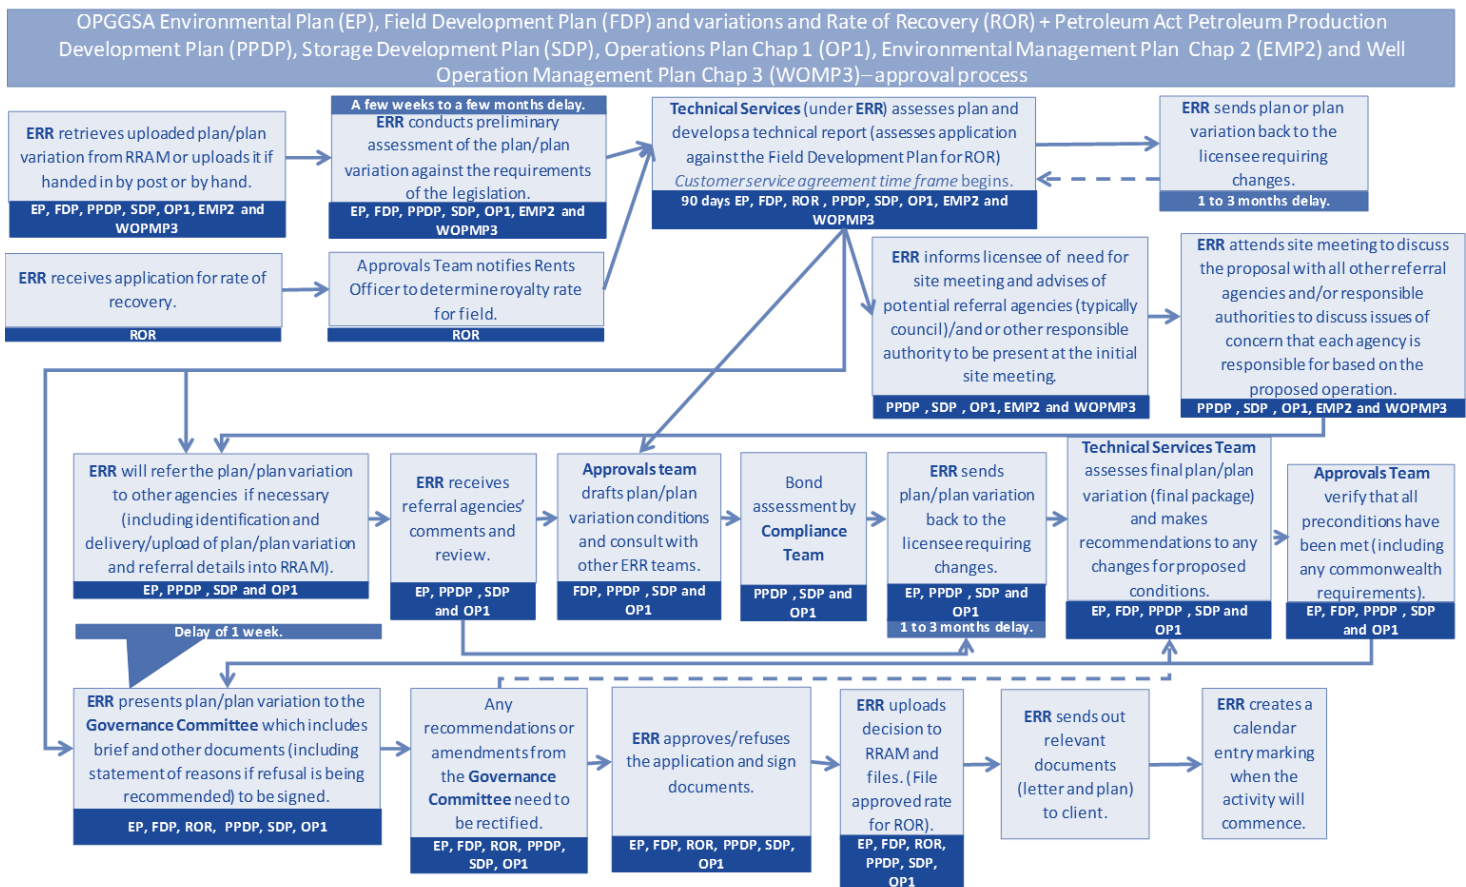 OPGGSA Environmental Plan (EP), Field Development Plan (FDP) and variations and Rate of Recovery (ROR) + Petroleum Act Petroleum Production
Development Plan (PPDP), Storage Development Plan (SDP), Operations Plan Chap 1 (OP1), Environmental Management Plan Chap 2 (EMP2) and Well
Operation Management Plan Chap 3 (WOMP3)—approval process
ERR retrieves uploaded plan/plan
variation from RRAM or uploads it if
handed in by post or by hand.
EP, FDP, PPDP, SDP, OP1, EMP2 and
WOPMP3
A few weeks to a few months delay.
ERR conducts preliminary
assessment of the plan/plan
variation against the requirements
of the legislation.
EP, FDP, PPDP, SDP, OP1, EMP2 and
WOPMP3
Technical Services (under ERR) assesses plan and
develops a technical report (assesses application
against the Field Development Plan for ROR)
Customer service agreement time frame begins.
90 days EP, FDP, ROR , PPDP, SDP, OP1, EMP2 and
WOPMP3
ERR sends plan or plan
variation back to the
licensee requiring
changes.
1 to 3 months delay.
ERR receives application for rate of
recovery.
ROR
Approvals Team notifies Rents
Officer to determine royalty rate
for field.
ROR
ERR informs licensee of need for
site meeting and advises of
potential referral agencies (typically
council)/and or other responsible
authority to be present at the initial
site meeting.
PPDP , SDP , OP1, EMP2 and WOPMP3
ERR attends site meeting to discuss
the proposal with all other referral
agencies and/or responsible
authorities to discuss issues of
concern that each agency is
responsible for based on the
proposed operation.
PPDP , SDP , OP1, EMP2 and WOPMP3
ERR will refer the plan/plan variation
to other agencies if necessary
(including identification and
delivery/upload of plan/plan variation
and referral details into RRAM).
EP, PPDP , SDP and OP1
ERR receives
referral agencies’
comments and
review.
EP, PPDP , SDP
and OP1
Approvals team
drafts plan/plan
variation conditions
and consult with
other ERR teams.
FDP, PPDP , SDP and
OP1
Bond
assessment by
Compliance
Team
PPDP , SDP and
OP1
ERR sends
plan/plan variation
back to the
licensee requiring
changes.
EP, PPDP , SDP and
OP1
1 to 3 months delay.
Technical Services Team
assesses final plan/plan
variation (final package)
and makes
recommendations to any
changes for proposed
conditions.
EP, FDP, PPDP , SDP and
OP1
Approvals Team
verify that all
preconditions have
been met (including
any commonwealth
requirements).
EP, FDP, PPDP , SDP
and OP1
Delay of 1 week.
ERR presents plan/plan variation to the
Governance Committee which includes
brief and other documents (including
statement of reasons if refusal is being
recommended) to be signed.
EP, FDP, ROR, PPDP, SDP, OP1
Any
recommendations or
amendments from
the Governance
Committee need to
be rectified.
EP, FDP, ROR, PPDP,
SDP, OP1
ERR approves/refuses
the application and sign
documents.
EP, FDP, ROR, PPDP, SDP,
OP1
ERR uploads
decision to
RRAM and
files. (File
approved rate
for ROR).
EP, FDP, ROR,
PPDP, SDP,
OP1
ERR sends out
relevant
documents
(letter and plan)
to client.
ERR creates a
calendar
entry marking
when the
activity will
commence.